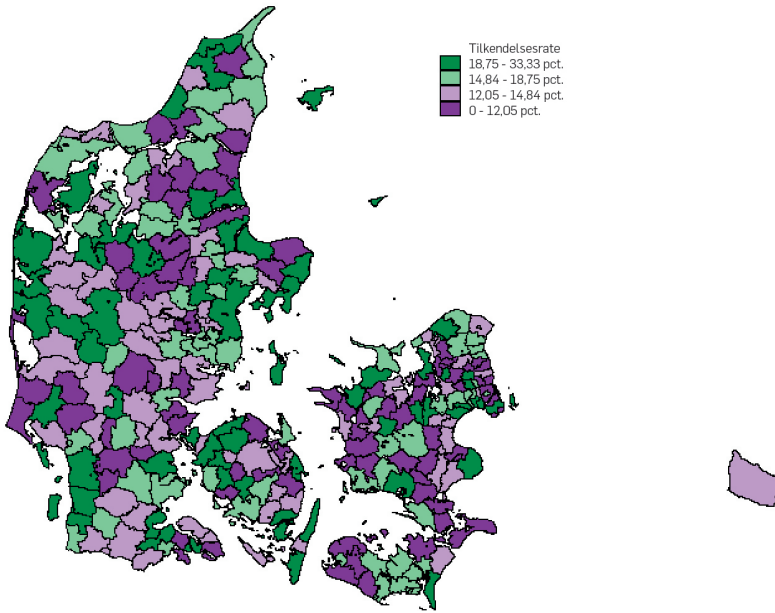 Tilkendelsesrate
18,75 - 33,33 pct.
14,84 - 18,75 pct.
12,05 - 14,84 pct.
0 - 12,05 pct.